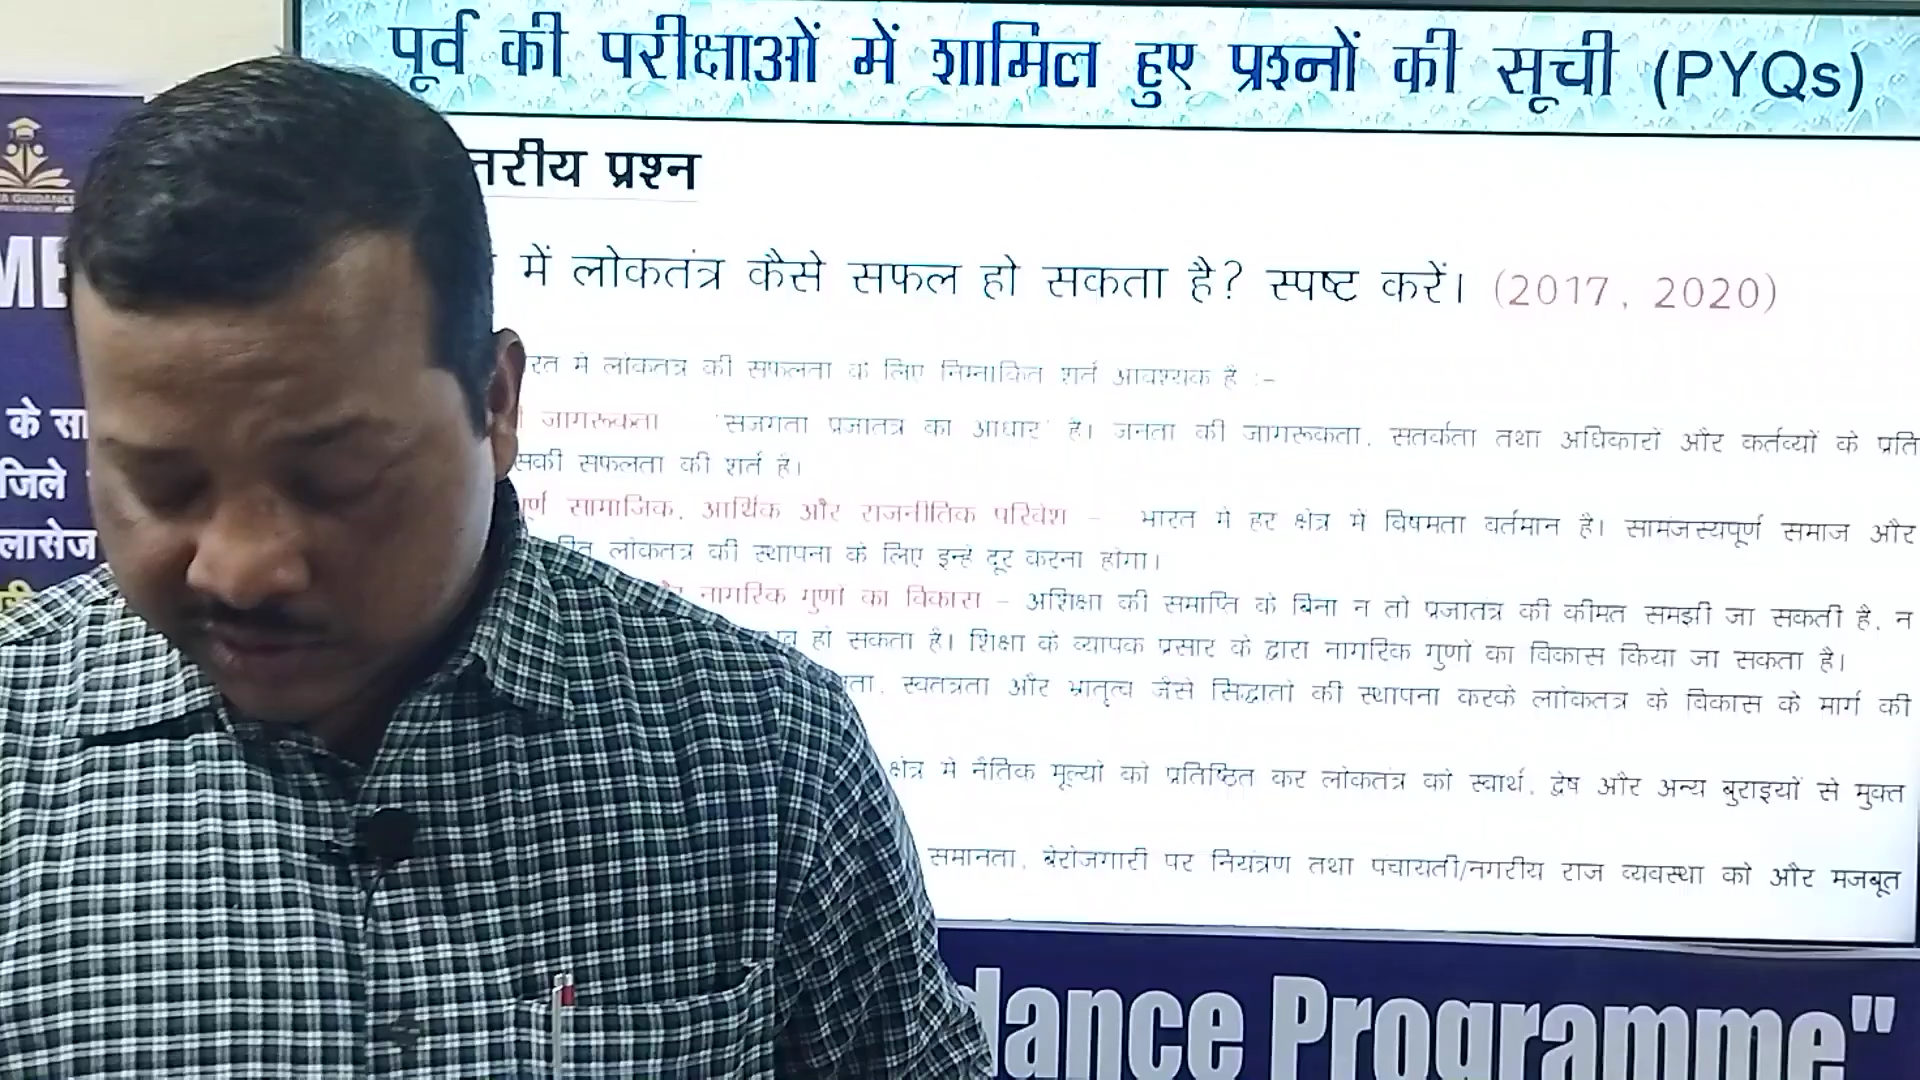 पूर्व की परीक्षाओं में शामिल हुए प्रश्नों की सूची (PYQs)
प्रश्न
में लोकतंत्र कैसे सफल हो सकता है? स्पष्ट करें। (2017, 2020)
में लोकतंत्र की सफलता के लिए निम्नांकित शर्तें आवश्यक हैं :-
जागरूकता 'सजगता प्रजातंत्र का आधार' है। जनता की जागरूकता, सतर्कता तथा अधिकारों और कर्तव्यों के प्रति
सफलता की शर्त है।
सामाजिक, आर्थिक और राजनीतिक परिवेश – भारत में हर क्षेत्र में विषमता वर्तमान है। सामंजस्यपूर्ण समाज और
लोकतंत्र की स्थापना के लिए इन्हें दूर करना होगा।
नागरिक गुणों का विकास – अशिक्षा की समाप्ति के बिना न तो प्रजातंत्र की कीमत समझी जा सकती है, न
हो सकता है। शिक्षा के व्यापक प्रसार के द्वारा नागरिक गुणों का विकास किया जा सकता है।
स्वतंत्रता और भ्रातृत्व जैसे सिद्धांतों की स्थापना करके लोकतंत्र के विकास के मार्ग की
क्षेत्र में नैतिक मूल्यों को प्रतिष्ठित कर लोकतंत्र को स्वार्थ, द्वेष और अन्य बुराइयों से मुक्त
समानता, बेरोजगारी पर नियंत्रण तथा पंचायती/नगरीय राज व्यवस्था को और मजबूत
GUIDANCE
ME
के सा
जिले
लासेज
dance Programme"